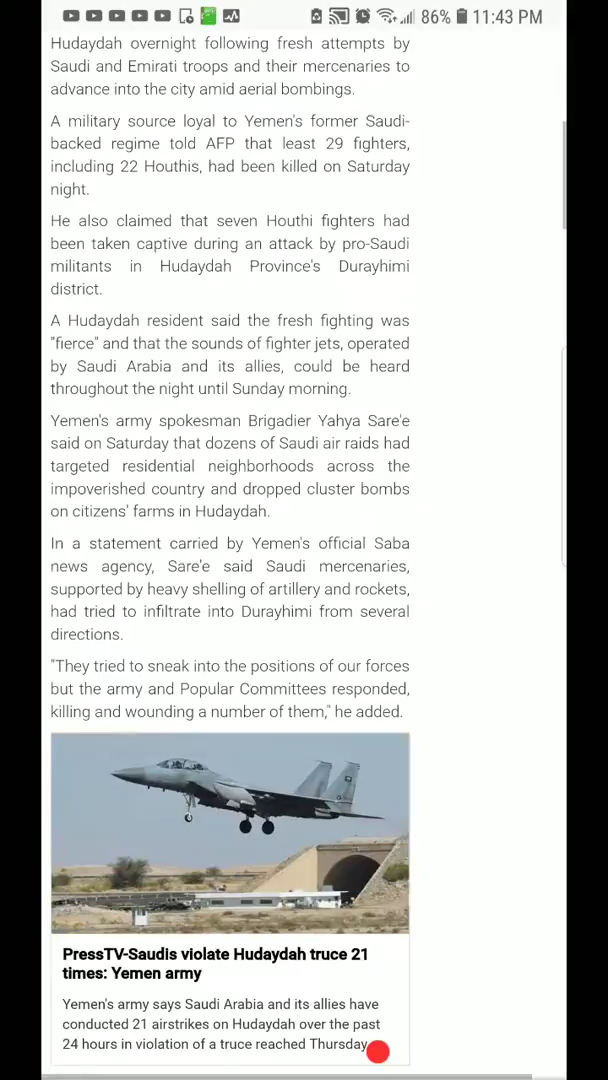 86% 11:43 PM
Hudaydah overnight following fresh attempts by
Saudi and Emirati troops and their mercenaries to
advance into the city amid aerial bombings.
A military source loyal to Yemen's former Saudi-
backed regime told AFP that least 29 fighters,
including 22 Houthis, had been killed on Saturday
night.
He also claimed that seven Houthi fighters had
been taken captive during an attack by pro-Saudi
militants in Hudaydah Province's Durayhimi
district.
A Hudaydah resident said the fresh fighting was
"fierce" and that the sounds of fighter jets, operated
by Saudi Arabia and its allies, could be heard
throughout the night until Sunday morning.
Yemen's army spokesman Brigadier Yahya Sare'e
said on Saturday that dozens of Saudi air raids had
targeted residential neighborhoods across the
impoverished country and dropped cluster bombs
on citizens' farms in Hudaydah.
In a statement carried by Yemen's official Saba
news agency, Sare'e said Saudi mercenaries,
supported by heavy shelling of artillery and rockets,
had tried to infiltrate into Durayhimi from several
directions.
"They tried to sneak into the positions of our forces
but the army and Popular Committees responded,
killing and wounding a number of them," he added.
PressTV-Saudis violate Hudaydah truce 21
times: Yemen army
Yemen's army says Saudi Arabia and its allies have
conducted 21 airstrikes on Hudaydah over the past
24 hours in violation of a truce reached Thursday